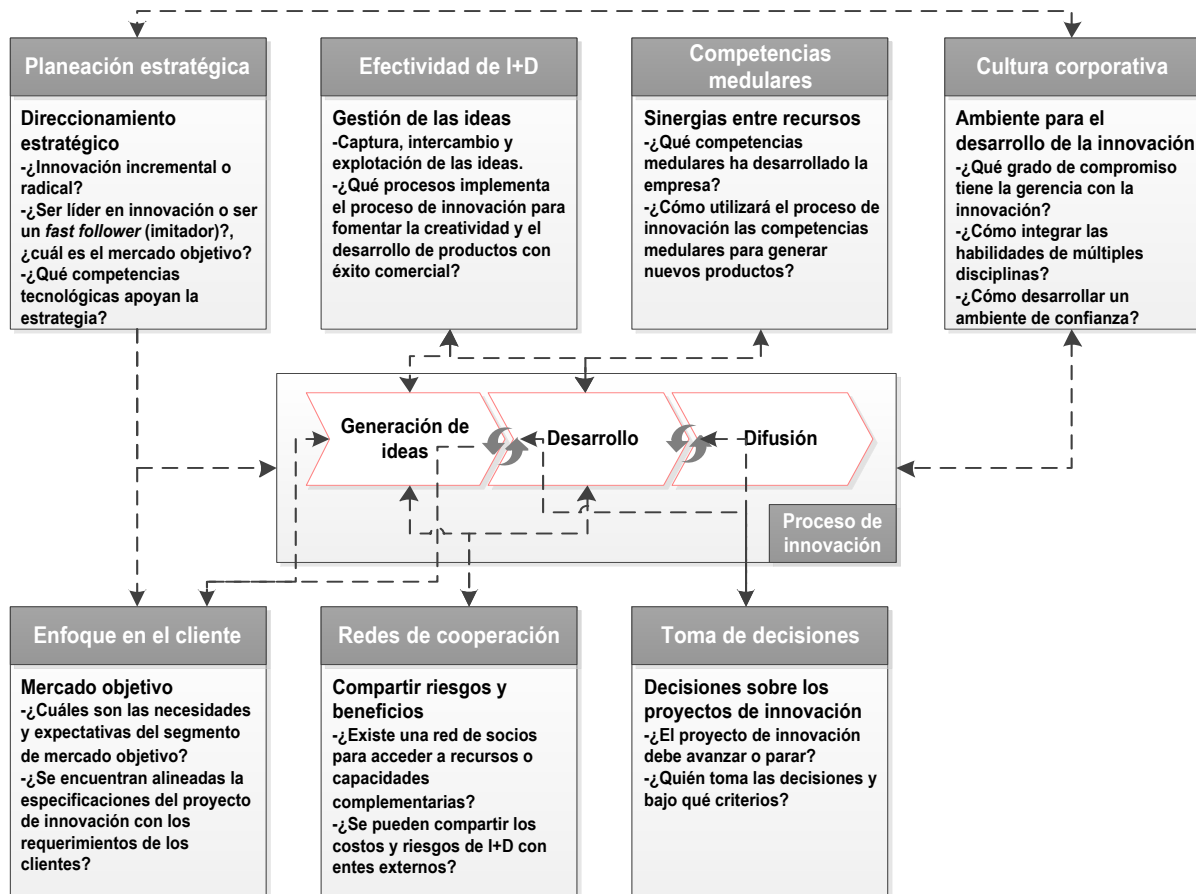 Planeación estratégica
Direccionamiento
estratégico
-¿Innovación incremental o
radical?
-¿Ser líder en innovación o ser
un fast follower (imitador)?,
¿cuál es el mercado objetivo?
-¿Qué competencias
tecnológicas apoyan la
estrategia?
Efectividad de I+D
Gestión de las ideas
-Captura, intercambio y
explotación de las ideas.
-¿Qué procesos implementa
el proceso de innovación para
fomentar la creatividad y el
desarrollo de productos con
éxito comercial?
Competencias
medulares
Sinergias entre recursos
-¿Qué competencias
medulares ha desarrollado la
empresa?
-¿Cómo utilizará el proceso de
innovación las competencias
medulares para generar
nuevos productos?
Cultura corporativa
Ambiente para el
desarrollo de la innovación
-¿Qué grado de compromiso
tiene la gerencia con la
innovación?
-¿Cómo integrar las
habilidades de múltiples
disciplinas?
-¿Cómo desarrollar un
ambiente de confianza?
Generación de
ideas
Desarrollo
Difusión
Proceso de
innovación
Enfoque en el cliente
Mercado objetivo
-¿Cuáles son las necesidades
y expectativas del segmento
de mercado objetivo?
-¿Se encuentran alineadas la
especificaciones del proyecto
de innovación con los
requerimientos de los
clientes?
Redes de cooperación
Compartir riesgos y
beneficios
-¿Existe una red de socios
para acceder a recursos o
capacidades
complementarias?
-¿Se pueden compartir los
costos y riesgos de I+D con
entes externos?
Toma de decisiones
Decisiones sobre los
proyectos de innovación
-¿El proyecto de innovación
debe avanzar o parar?
-¿Quién toma las decisiones y
bajo qué criterios?